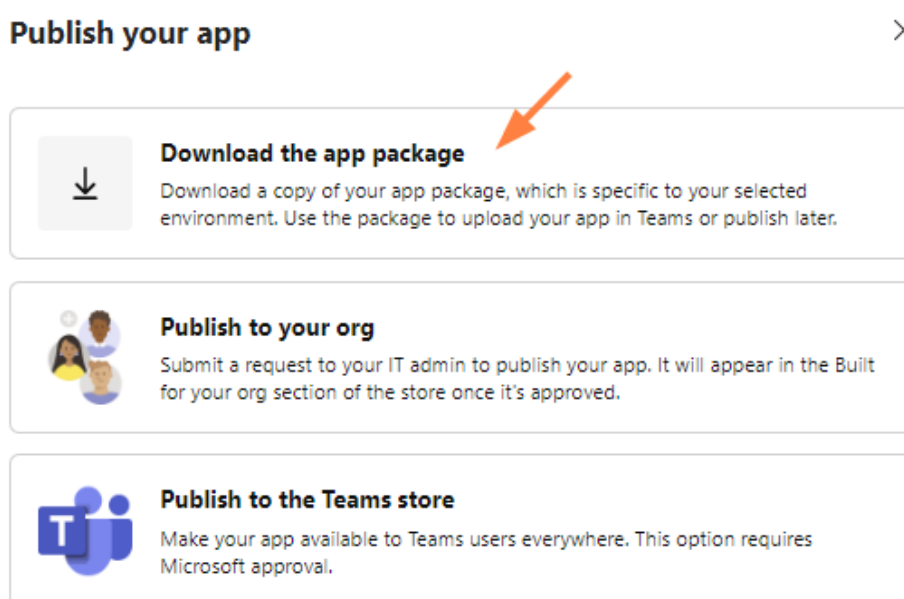 Publish your app
Download the app package
Download a copy of your app package, which is specific to your selected
environment. Use the package to upload your app in Teams or publish later.
Publish to your org
Submit a request to your IT admin to publish your app. It will appear in the Built
for your org section of the store once it's approved.
T
Publish to the Teams store
Make your app available to Teams users everywhere. This option requires
Microsoft approval.